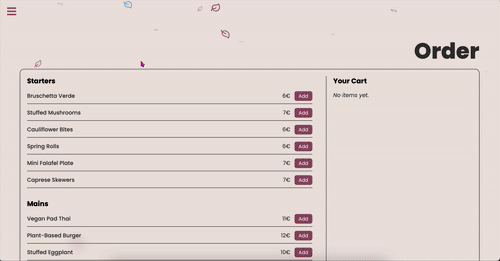 Order
Starters
Bruschetta Verde 6€ Add
Stuffed Mushrooms 7€ Add
Cauliflower Bites 6€ Add
Spring Rolls 6€ Add
Mini Falafel Plate 7€ Add
Caprese Skewers 7€ Add
Mains
Vegan Pad Thai 11€ Add
Plant-Based Burger 12€ Add
Stuffed Eggplant 10€ Add
Your Cart
No items yet.